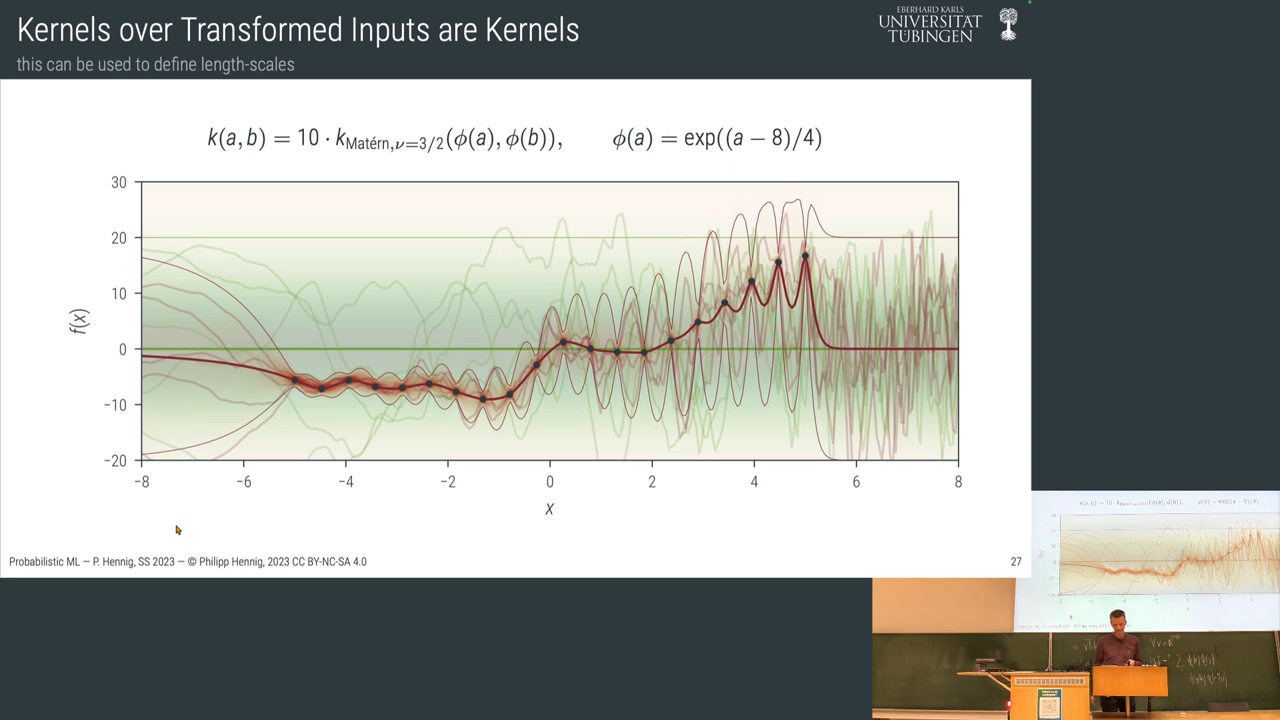 Kernels over Transformed Inputs are Kernels
this can be used to define length-scales
EBERHARD KARLS
UNIVERSITÄT
TÜBINGEN
k(a, b) = 10 · k_{Matérn,ν=3/2}(ϕ(a), ϕ(b)),     ϕ(a) = exp((a − 8)/4)
30
20
10
0
−10
−20
f(x)
−8 −6 −4 −2 0 2 4 6 8
x
Probabilistic ML — P. Hennig, SS 2023 — © Philipp Hennig, 2023 CC BY-NC-SA 4.0
27